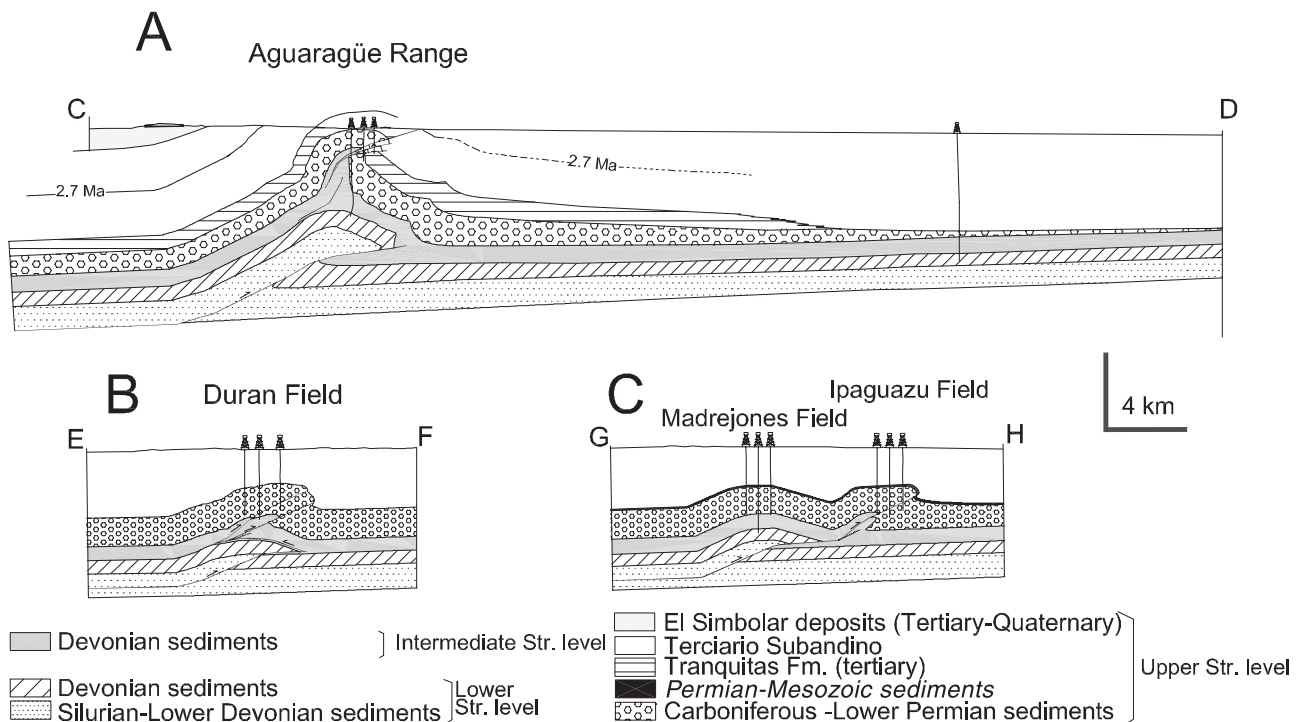 A
Aguaragüe Range
C
D
2.7 Ma
2.7 Ma
B
Duran Field
E
F
C
Ipaguazu Field
Madrejones Field
G
H
4 km
Devonian sediments
Intermediate Str. level
Devonian sediments
Silurian-Lower Devonian sediments
Lower
Str. level
El Simbolar deposits (Tertiary-Quaternary)
Terciario Subandino
Tranquitas Fm. (tertiary)
Permian-Mesozoic sediments
Carboniferous -Lower Permian sediments
Upper Str. level